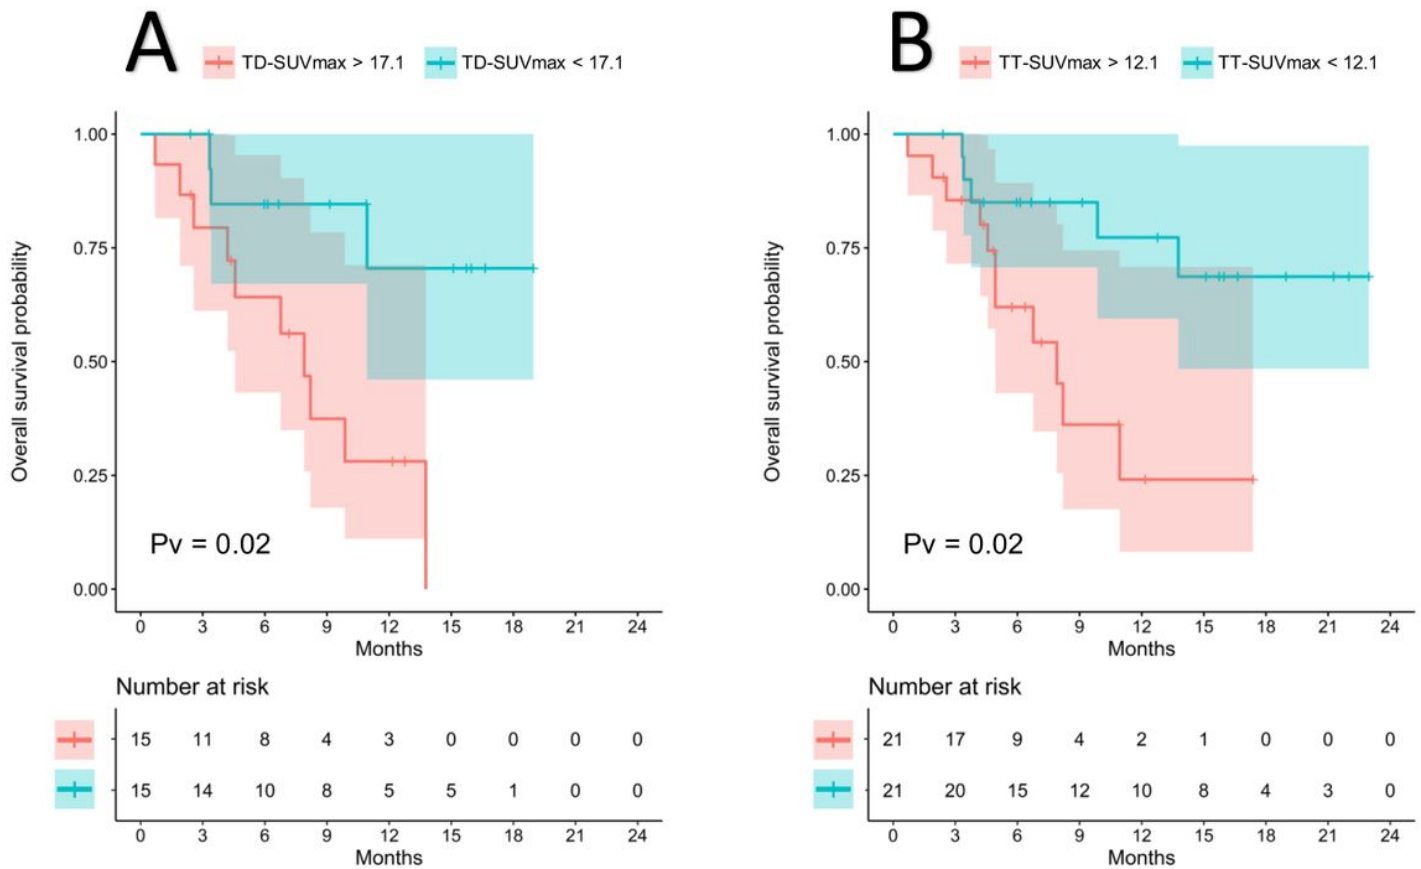 A
TD-SUVmax > 17.1 TD-SUVmax < 17.1
Overall survival probability
1.00
0.75
0.50
0.25
0.00
Pv = 0.02
0 3 6 9 12 15 18 21 24
Months
Number at risk
15 11 8 4 3 0 0 0 0
15 14 10 8 5 5 1 0 0
0 3 6 9 12 15 18 21 24
Months
B
TT-SUVmax > 12.1 TT-SUVmax < 12.1
Overall survival probability
1.00
0.75
0.50
0.25
0.00
Pv = 0.02
0 3 6 9 12 15 18 21 24
Months
Number at risk
21 17 9 4 2 1 0 0 0
21 20 15 12 10 8 4 3 0
0 3 6 9 12 15 18 21 24
Months